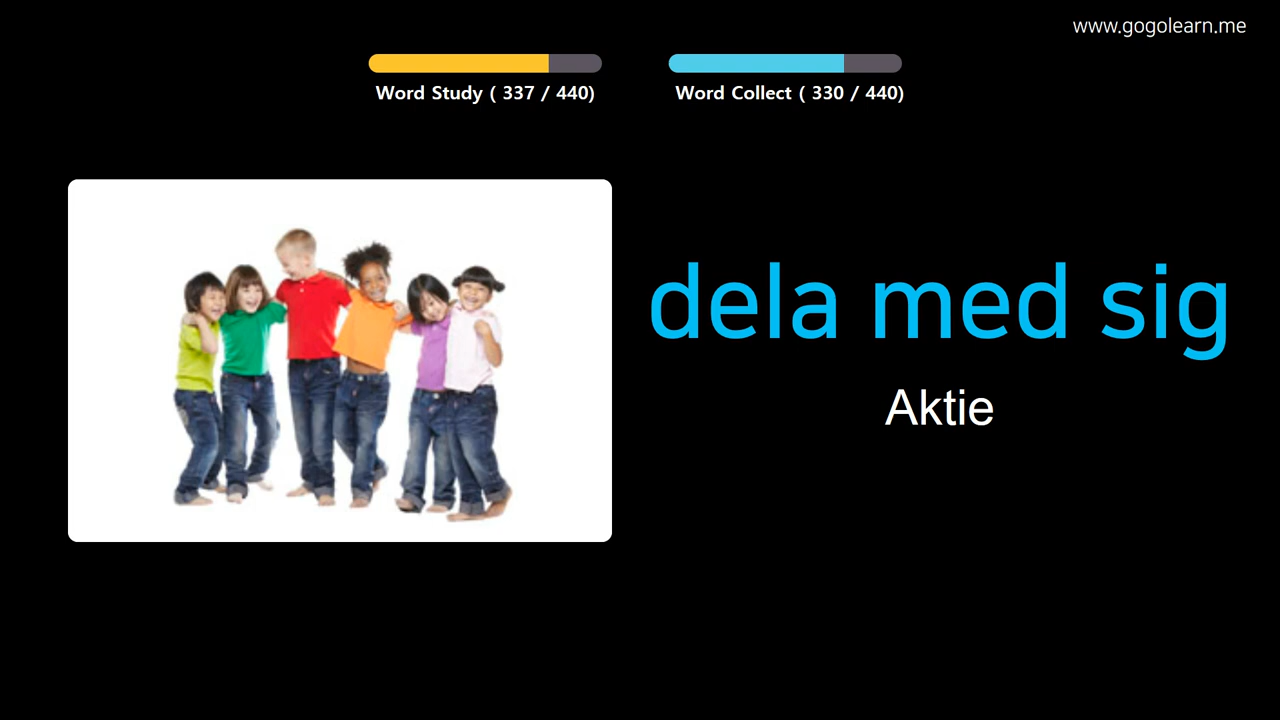 www.gogolearn.me
Word Study ( 337 / 440)
Word Collect ( 330 / 440)
dela med sig
Aktie